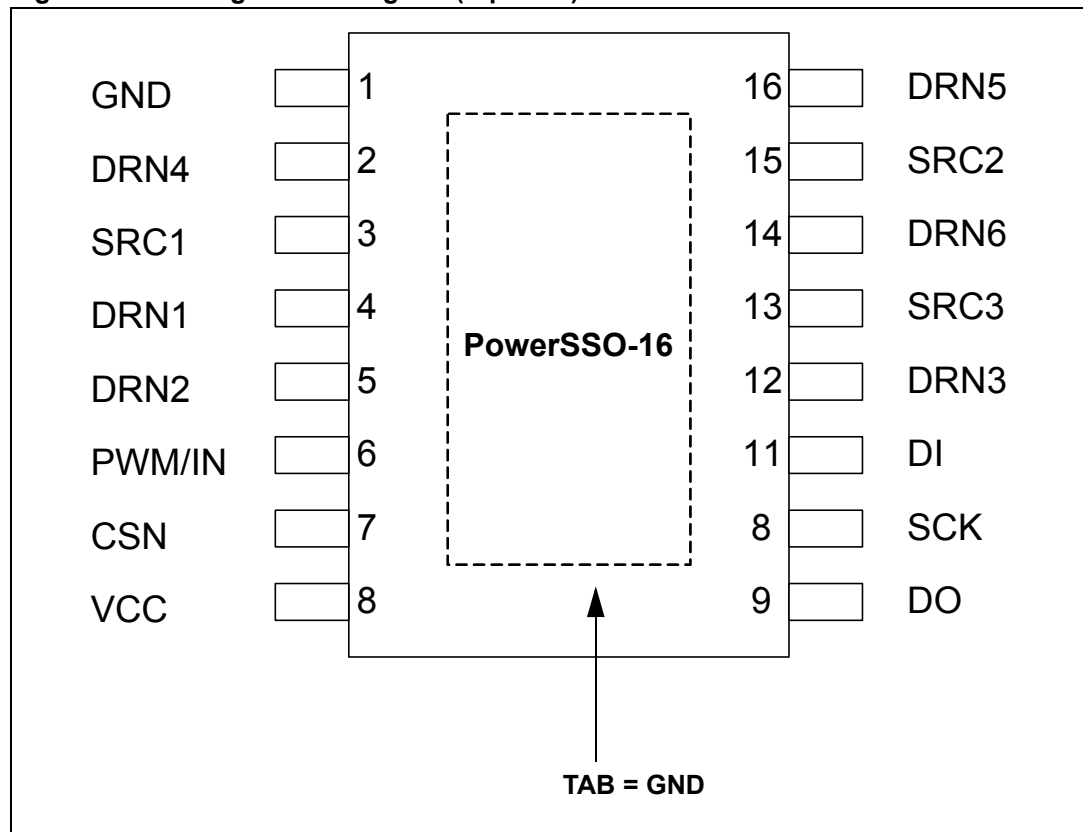 GND 1 16 DRN5
DRN4 2 15 SRC2
SRC1 3 14 DRN6
DRN1 4 13 SRC3
PowerSSO-16
DRN2 5 12 DRN3
PWM/IN 6 11 DI
CSN 7 8 SCK
VCC 8 9 DO
TAB = GND